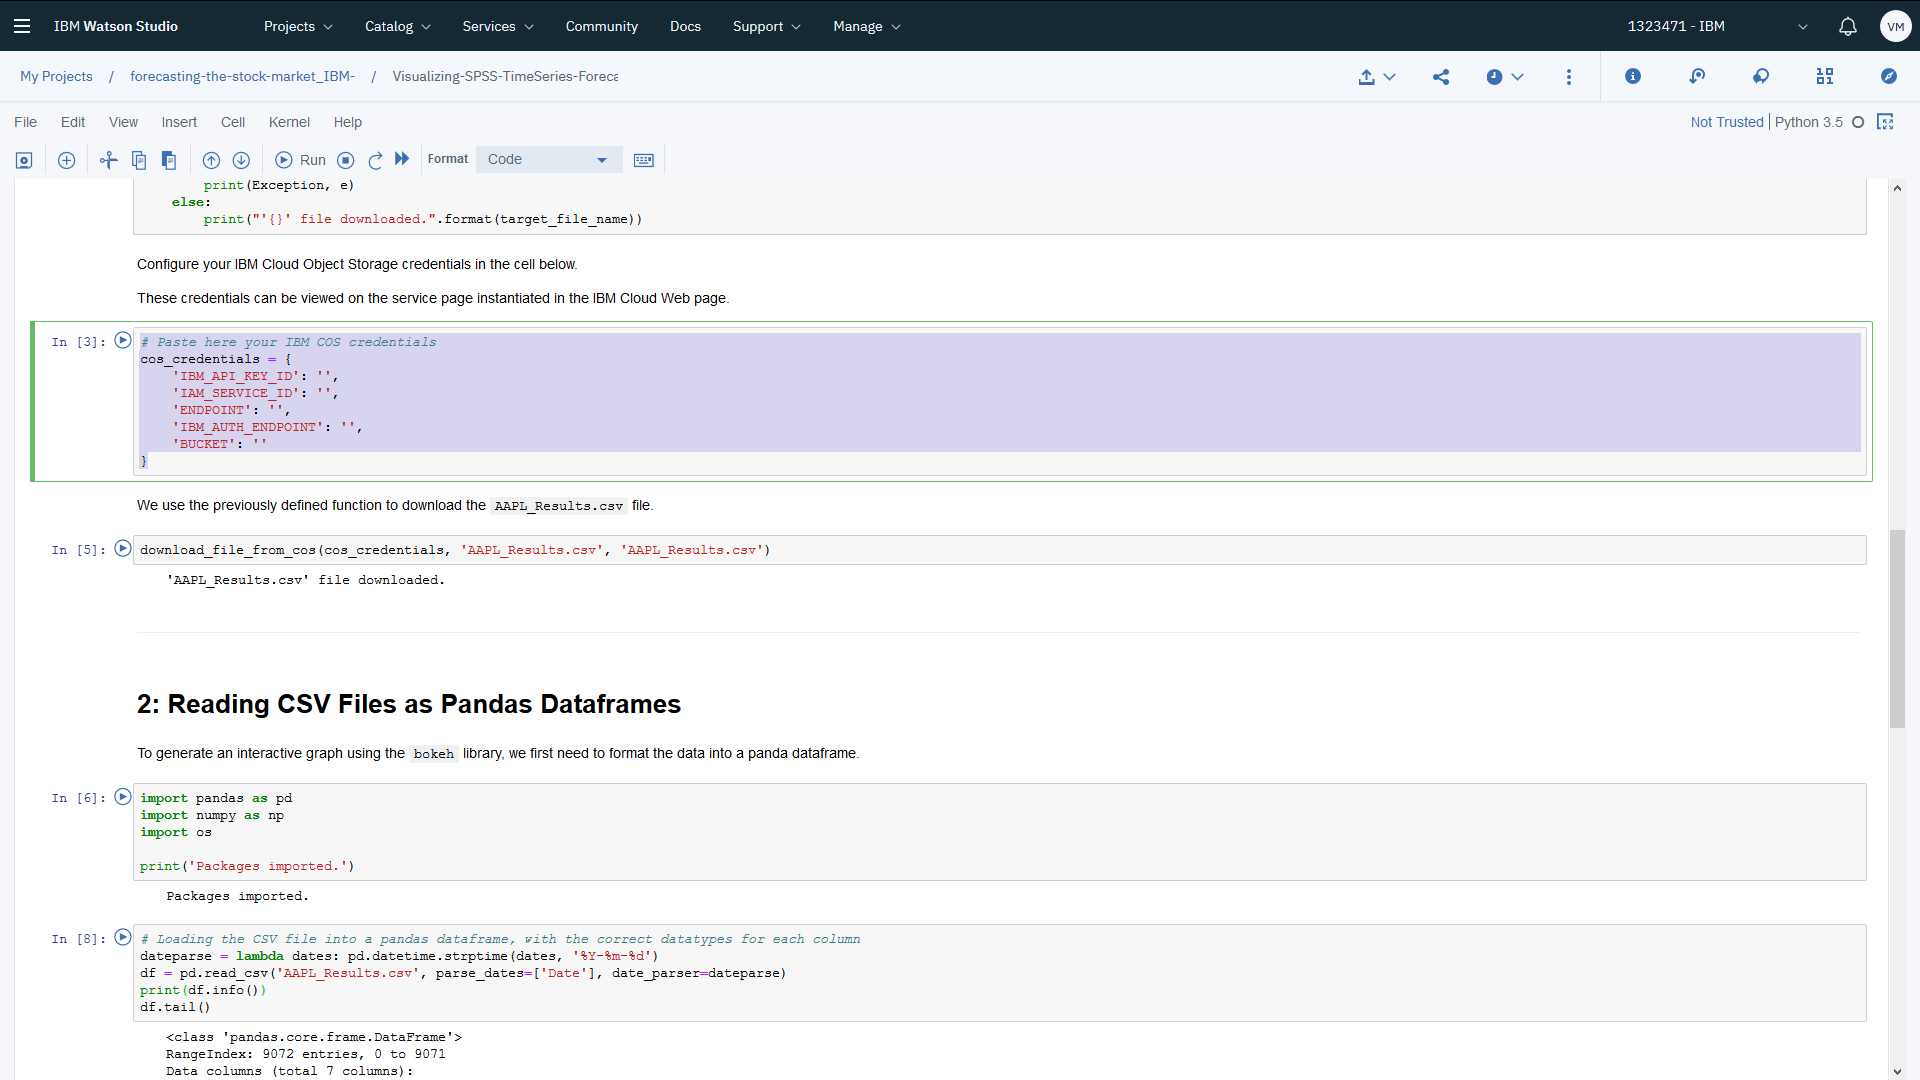 IBM Watson Studio Projects Catalog Services Community Docs Support Manage 1323471 - IBM VM
My Projects / forecasting-the-stock-market_IBM- / Visualizing-SPSS-TimeSeries-Foreca
File Edit View Insert Cell Kernel Help Not Trusted Python 3.5
Run Format Code
print(Exception, e)
else:
print("'{}' file downloaded.".format(target_file_name))
Configure your IBM Cloud Object Storage credentials in the cell below.
These credentials can be viewed on the service page instantiated in the IBM Cloud Web page.
In [3]: # Paste here your IBM COS credentials
cos_credentials = {
'IBM_API_KEY_ID': '',
'IAM_SERVICE_ID': '',
'ENDPOINT': '',
'IBM_AUTH_ENDPOINT': '',
'BUCKET': ''
}
We use the previously defined function to download the AAPL_Results.csv file.
In [5]: download_file_from_cos(cos_credentials, 'AAPL_Results.csv', 'AAPL_Results.csv')
'AAPL_Results.csv' file downloaded.
2: Reading CSV Files as Pandas Dataframes
To generate an interactive graph using the bokeh library, we first need to format the data into a panda dataframe.
In [6]: import pandas as pd
import numpy as np
import os
print('Packages imported.')
Packages imported.
In [8]: # Loading the CSV file into a pandas dataframe, with the correct datatypes for each column
dateparse = lambda dates: pd.datetime.strptime(dates, '%Y-%m-%d')
df = pd.read_csv('AAPL_Results.csv', parse_dates=['Date'], date_parser=dateparse)
print(df.info())
df.tail()
<class 'pandas.core.frame.DataFrame'>
RangeIndex: 9072 entries, 0 to 9071
Data columns (total 7 columns):